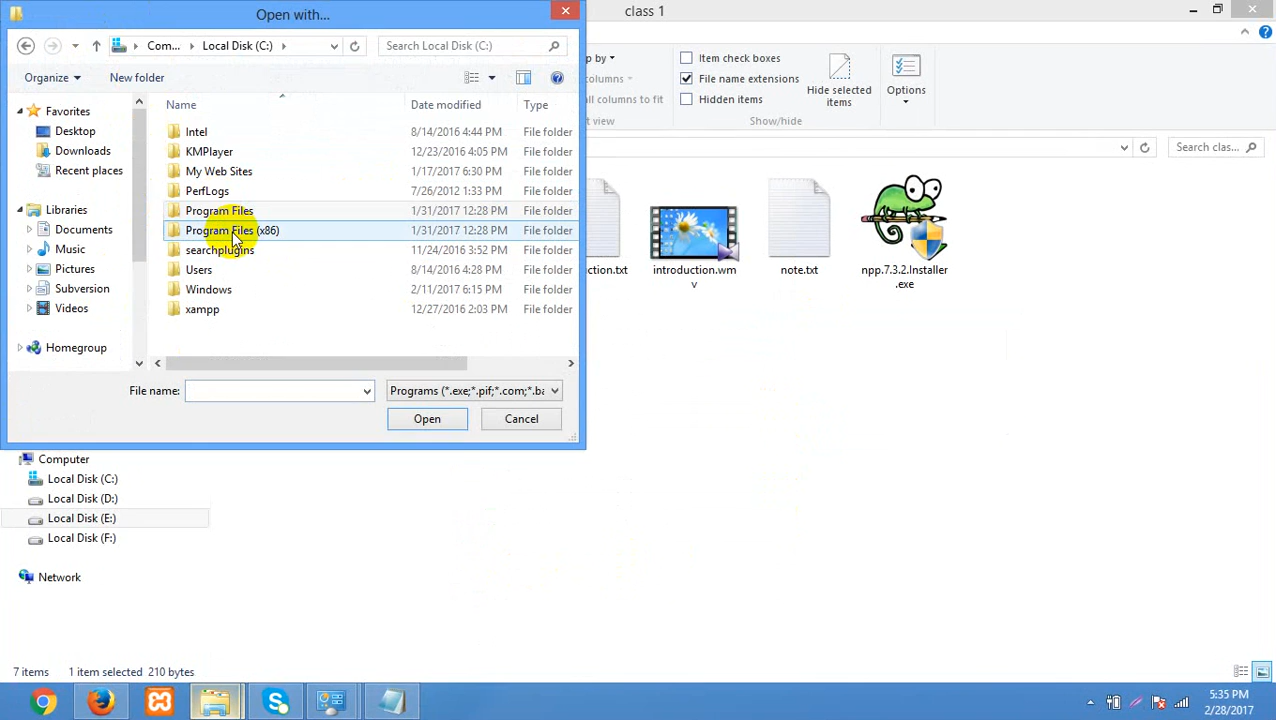 Open with...
class 1
Com...
Local Disk (C:)
Search Local Disk (C:)
Organize
New folder
Name
Date modified
Type
Favorites
Desktop
Downloads
Recent places
Libraries
Documents
Music
Pictures
Subversion
Videos
Homegroup
Intel 8/14/2016 4:44 PM File folder
KMPlayer 12/23/2016 4:05 PM File folder
My Web Sites 1/17/2017 6:30 PM File folder
PerfLogs 7/26/2012 1:33 PM File folder
Program Files 1/31/2017 12:28 PM File folder
Program Files (x86) 1/31/2017 12:28 PM File folder
searchplugins 11/24/2016 3:52 PM File folder
Users 8/14/2016 4:28 PM File folder
Windows 2/11/2017 6:15 PM File folder
xampp 12/27/2016 2:03 PM File folder
File name:
Programs (*.exe;*.pif;*.com;*.ba
Open
Cancel
p by
columns
all columns to fit
nt view
Item check boxes
File name extensions
Hidden items
Hide selected
items
Options
Show/hide
Search clas...
ction.txt
introduction.wm
v
note.txt
npp.7.3.2.Installer
.exe
Computer
Local Disk (C:)
Local Disk (D:)
Local Disk (E:)
Local Disk (F:)
Network
7 items
1 item selected 210 bytes
5:35 PM
2/28/2017